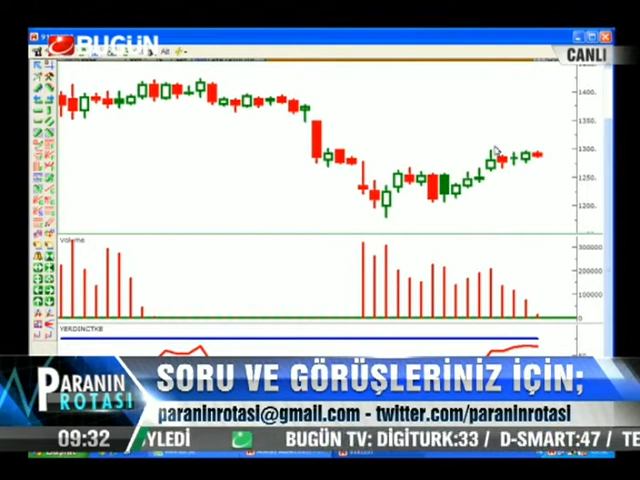 BUGÜN
CANLI
1400.
1350.
1300.
1250.
1200.
Volume
300000
200000
100000
0
YERDINCTKE
PARANIN
ROTASI
SORU VE GÖRÜŞLERİNİZ İÇİN;
paraninrotasi@gmail.com - twitter.com/paraninrotasi
09:32
YLEDİ
BUGÜN TV: DİGİTURK:33 / D-SMART:47 / TE